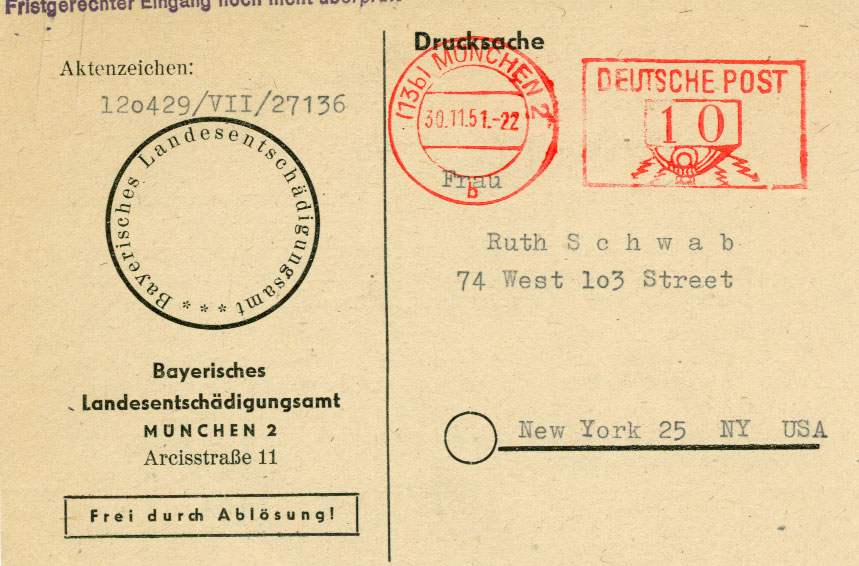 Fristgerechter Eingang noch nicht überprüft
Aktenzeichen:
12o429/VII/27136
Bayerisches Landesentschädigungsamt ***
Bayerisches
Landesentschädigungsamt
MÜNCHEN 2
Arcisstraße 11
Frei durch Ablösung!
Drucksache
(13b) MÜNCHEN 2
30.11.51.-22
b
DEUTSCHE POST
10
Frau
Ruth Schwab
74 West 1o3 Street
New York 25 NY USA